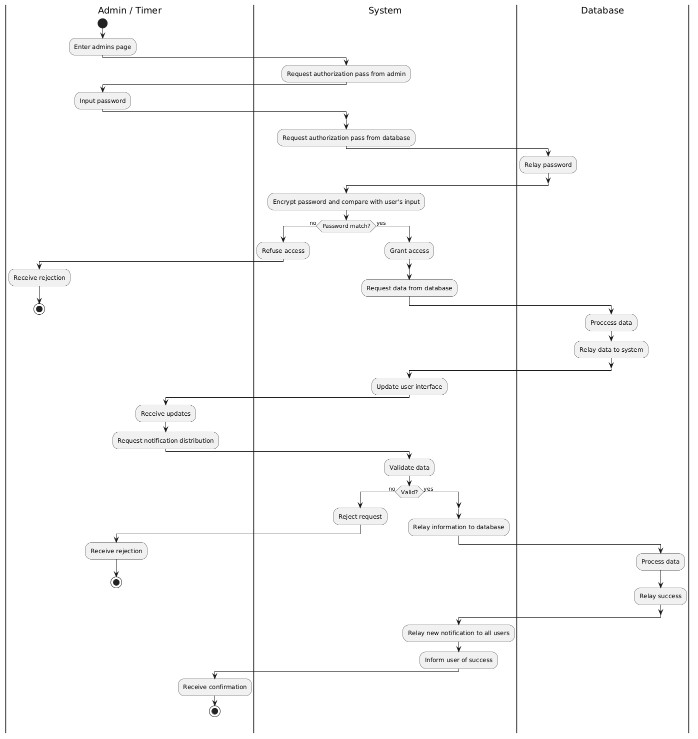 Admin / Timer
System
Database
Enter admins page
Request authorization pass from admin
Input password
Request authorization pass from database
Relay password
Encrypt password and compare with user's input
no
Password match?
yes
Refuse access
Grant access
Receive rejection
Request data from database
Proccess data
Relay data to system
Update user interface
Receive updates
Request notification distribution
Validate data
no
Valid?
yes
Reject request
Relay information to database
Receive rejection
Process data
Relay success
Relay new notification to all users
Inform user of success
Receive confirmation